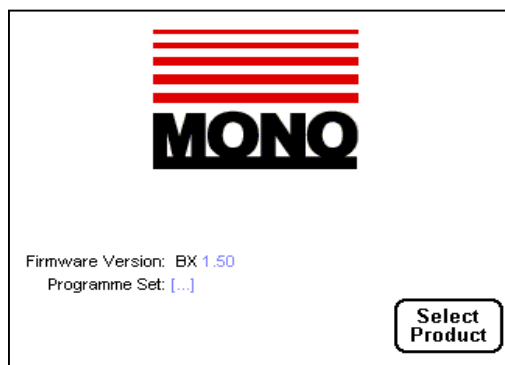 MONO
Firmware Version: BX 1.50
Programme Set: [...]
Select
Product